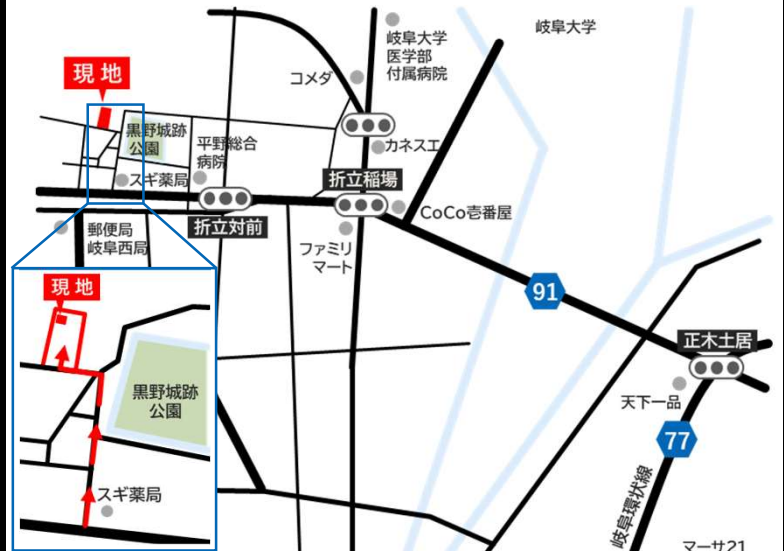 岐阜大学
岐阜大学
医学部
付属病院
コメダ
現地
黒野城跡
公園
平野総合
病院
カネスエ
スギ薬局
折立稲場
CoCo壱番屋
折立対前
郵便局
岐阜西局
ファミリ
マート
現地
91
正木土居
黒野城跡
公園
天下一品
77
スギ薬局
岐阜環状線
マーサ21